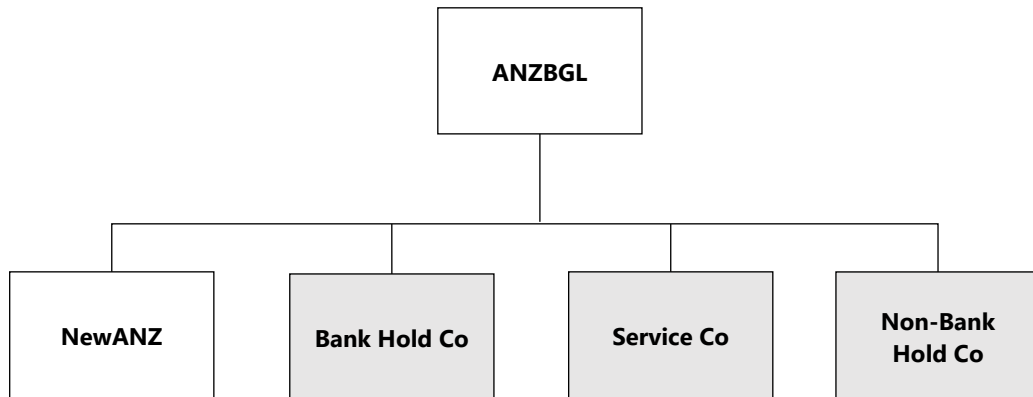 ANZBGL
NewANZ
Bank Hold Co
Service Co
Non-Bank
Hold Co